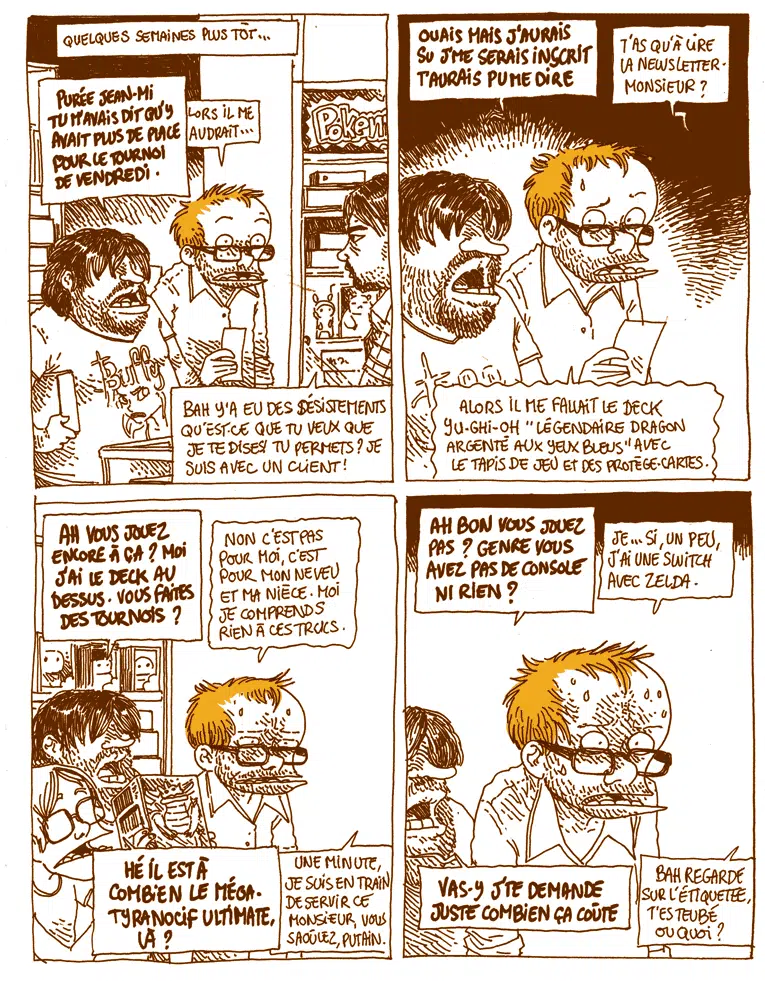 QUELQUES SEMAINES PLUS TÔT...
PURÉE JEAN-MI
TU M'AVAIS DIT QU'Y
AVAIT PLUS DE PLACE
POUR LE TOURNOI
DE VENDREDI.
LORS IL ME
AUDRAIT...
Pokém
Buffy
BAH Y'A EU DES DÉSISTEMENTS
QU'EST-CE QUE TU VEUX QUE
JE TE DISES? TU PERMETS? JE
SUIS AVEC UN CLIENT!
OUAIS MAIS J'AURAIS
SU J'ME SERAIS INSCRIT
T'AURAIS PU ME DIRE
T'AS QU'À LIRE
LA NEWSLETTER.
MONSIEUR?
ALORS IL ME FALLAIT LE DECK
YU-GHI-OH "LÉGENDAIRE DRAGON
ARGENTÉ AUX YEUX BLEUS" AVEC
LE TAPIS DE JEU ET DES PROTÈGE-CARTES.
AH VOUS JOUEZ
ENCORE À ÇA? MOI
J'AI LE DECK AU
DESSUS. VOUS FAITES
DES TOURNOIS?
NON C'EST PAS
POUR MOI, C'EST
POUR MON NEVEU
ET MA NIÈCE. MOI
JE COMPRENDS
RIEN À CES TRUCS.
HÉ IL EST À
COMBIEN LE MÉGA-
TYRANOCIF ULTIMATE,
LÀ?
UNE MINUTE,
JE SUIS EN TRAIN
DE SERVIR CE
MONSIEUR, VOUS
SAOÛLEZ, PUTAIN.
AH BON VOUS JOUEZ
PAS? GENRE VOUS
AVEZ PAS DE CONSOLE
NI RIEN?
JE... SI, UN PEU,
J'AI UNE SWITCH
AVEC ZELDA.
VAS-Y J'TE DEMANDE
JUSTE COMBIEN ÇA COÛTE
BAH REGARDE
SUR L'ÉTIQUETTE,
T'ES TEUBÉ
OU QUOI?